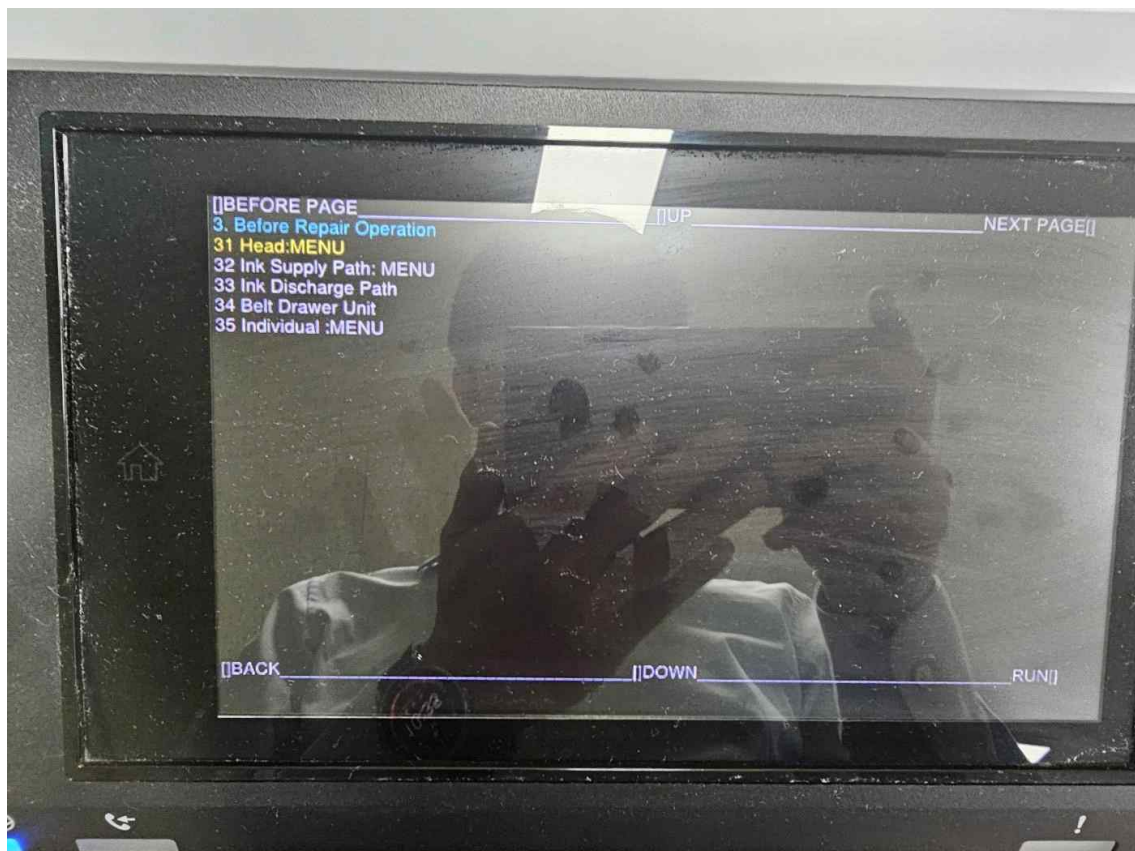 []BEFORE PAGE []UP NEXT PAGE[]
3. Before Repair Operation
31 Head:MENU
32 Ink Supply Path: MENU
33 Ink Discharge Path
34 Belt Drawer Unit
35 Individual :MENU
[]BACK []DOWN RUN[]
!